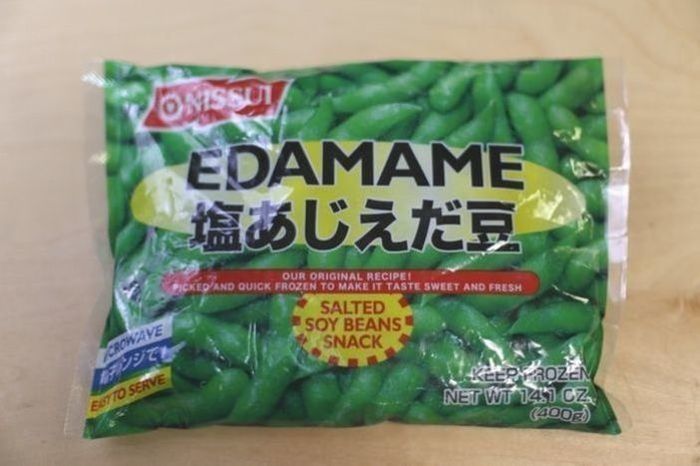 NISSUI
EDAMAME
塩あじえだ豆
OUR ORIGINAL RECIPE!
PICKED AND QUICK FROZEN TO MAKE IT TASTE SWEET AND FRESH
SALTED
SOY BEANS
SNACK
MICROWAVE
電子レンジで!
EASY TO SERVE
KEEP FROZEN
NET WT 14.1 OZ.
(400g)